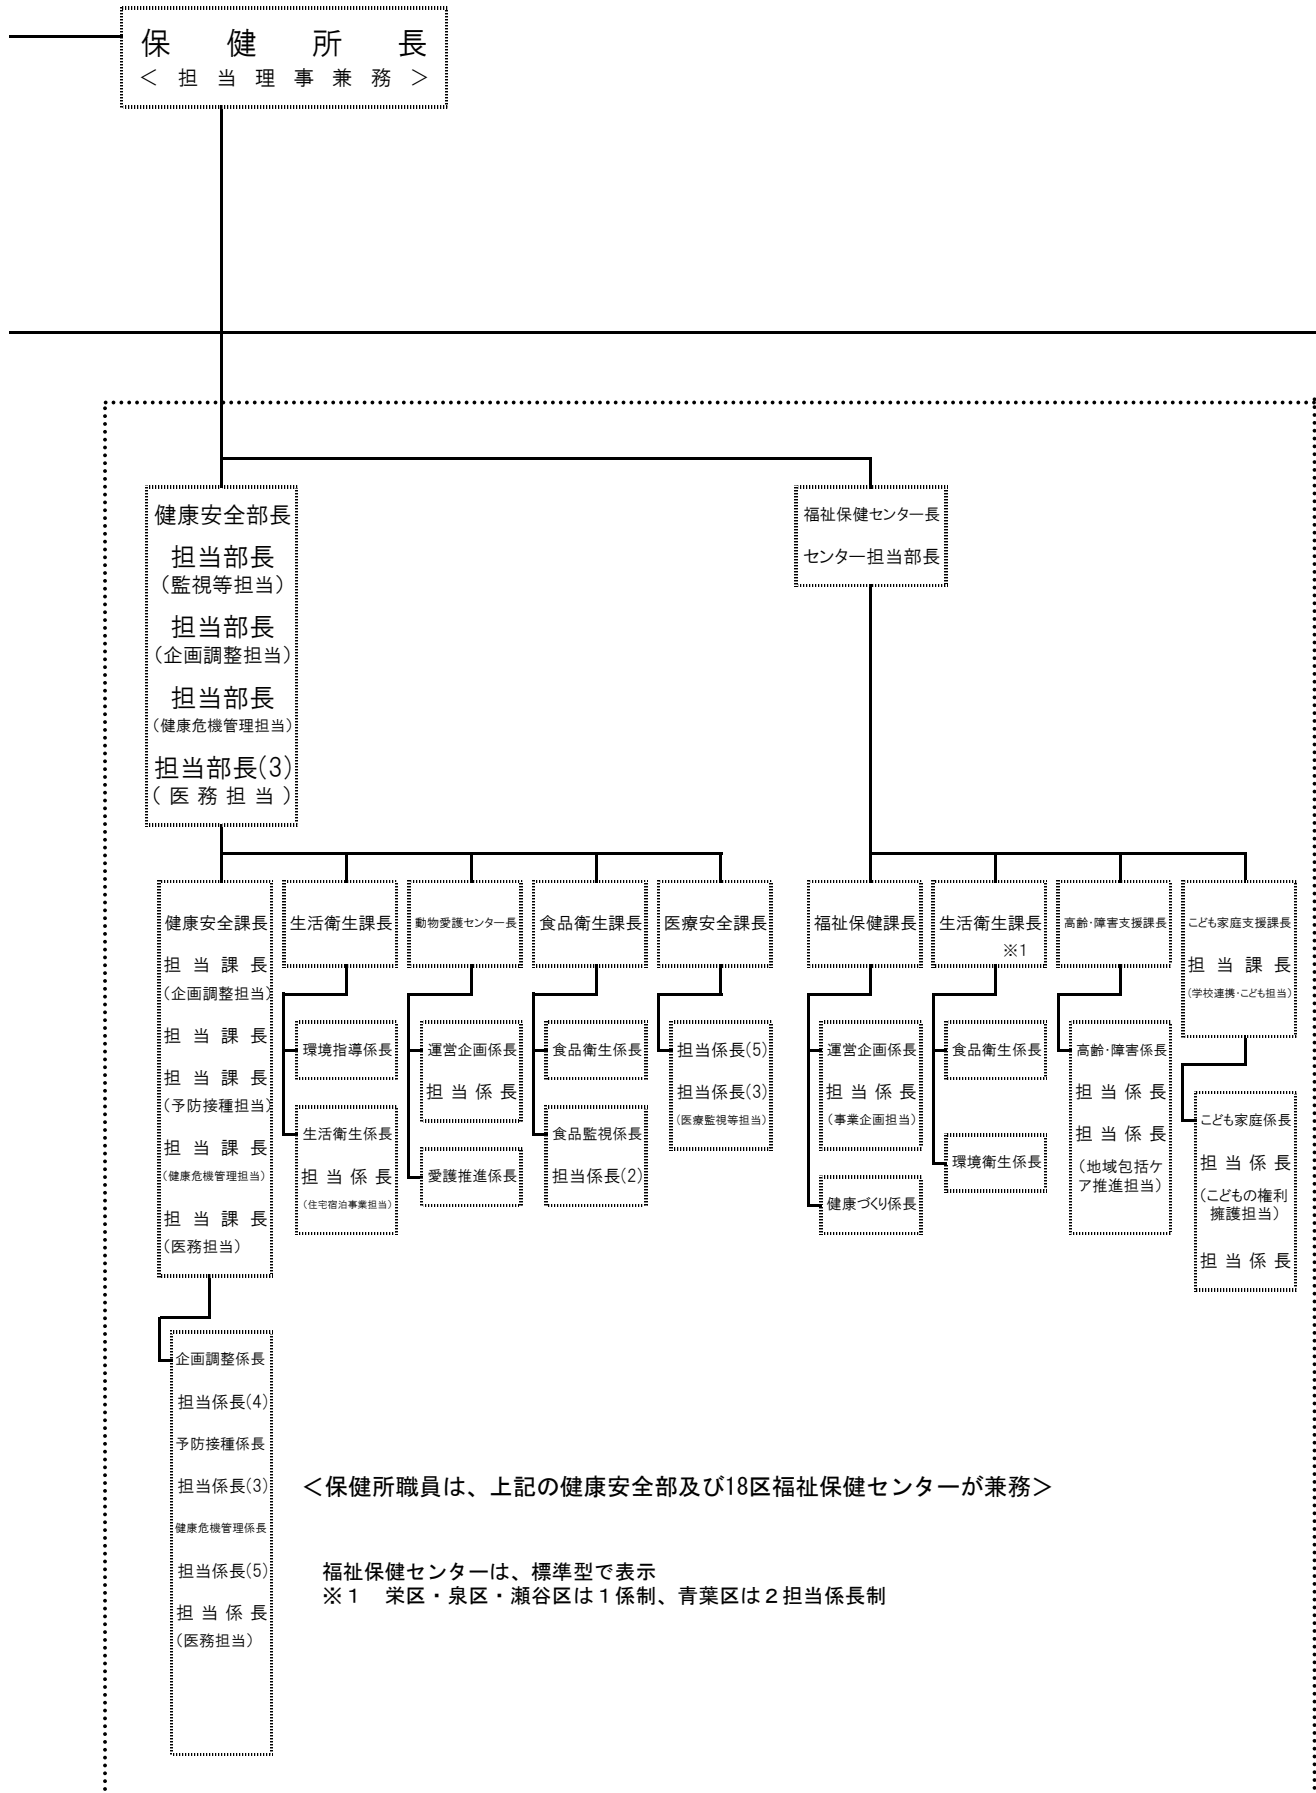 保健所長
＜担当理事兼務＞
健康安全部長
担当部長
（監視等担当）
担当部長
（企画調整担当）
担当部長
（健康危機管理担当）
担当部長(3)
（医務担当）
福祉保健センター長
センター担当部長
健康安全課長
担当課長
（企画調整担当）
担当課長
担当課長
（予防接種担当）
担当課長
（健康危機管理担当）
担当課長
（医務担当）
企画調整係長
担当係長(4)
予防接種係長
担当係長(3)
健康危機管理係長
担当係長(5)
担当係長
（医務担当）
生活衛生課長
環境指導係長
生活衛生係長
担当係長
（住宅宿泊事業担当）
動物愛護センター長
運営企画係長
担当係長
愛護推進係長
食品衛生課長
食品衛生係長
食品監視係長
担当係長(2)
医療安全課長
担当係長(5)
担当係長(3)
（医療監視等担当）
福祉保健課長
運営企画係長
担当係長
（事業企画担当）
健康づくり係長
生活衛生課長
※1
食品衛生係長
環境衛生係長
高齢・障害支援課長
高齢・障害係長
担当係長
担当係長
（地域包括ケ
ア推進担当）
こども家庭支援課長
担当課長
（学校連携・こども担当）
こども家庭係長
担当係長
（こどもの権利
擁護担当）
担当係長
＜保健所職員は、上記の健康安全部及び18区福祉保健センターが兼務＞
福祉保健センターは、標準型で表示
※１　栄区・泉区・瀬谷区は１係制、青葉区は２担当係長制